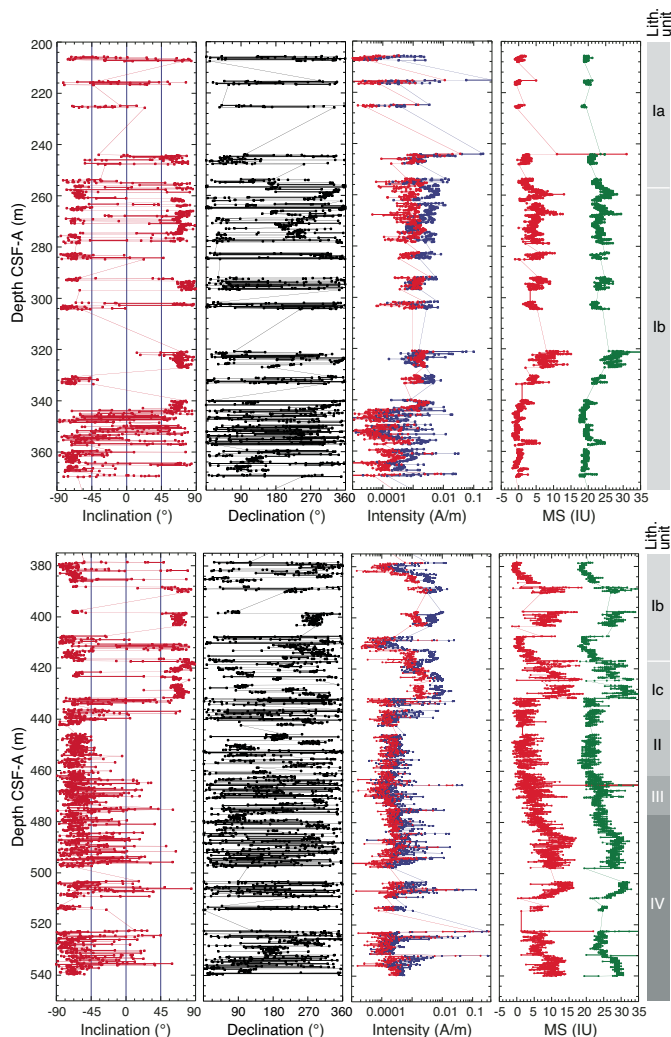 Lith.
unit
200
220
240
260
280
300
320
340
360
Depth CSF-A (m)
Ia
Ib
-90 -45 0 45 90
90 270 360
0.0001 0.01 0.1
-5 5 15 20 25 30 35
Inclination (°)
Declination (°)
Intensity (A/m)
MS (IU)
Lith.
unit
380
400
420
440
460
480
500
520
540
Depth CSF-A (m)
Ib
Ic
II
III
IV
-90 -45 0 45 90
0 90 270 360
0.0001 0.01 0.1
-5 0 5 10 15 20 25 30 35
Inclination (°)
Declination (°)
Intensity (A/m)
MS (IU)